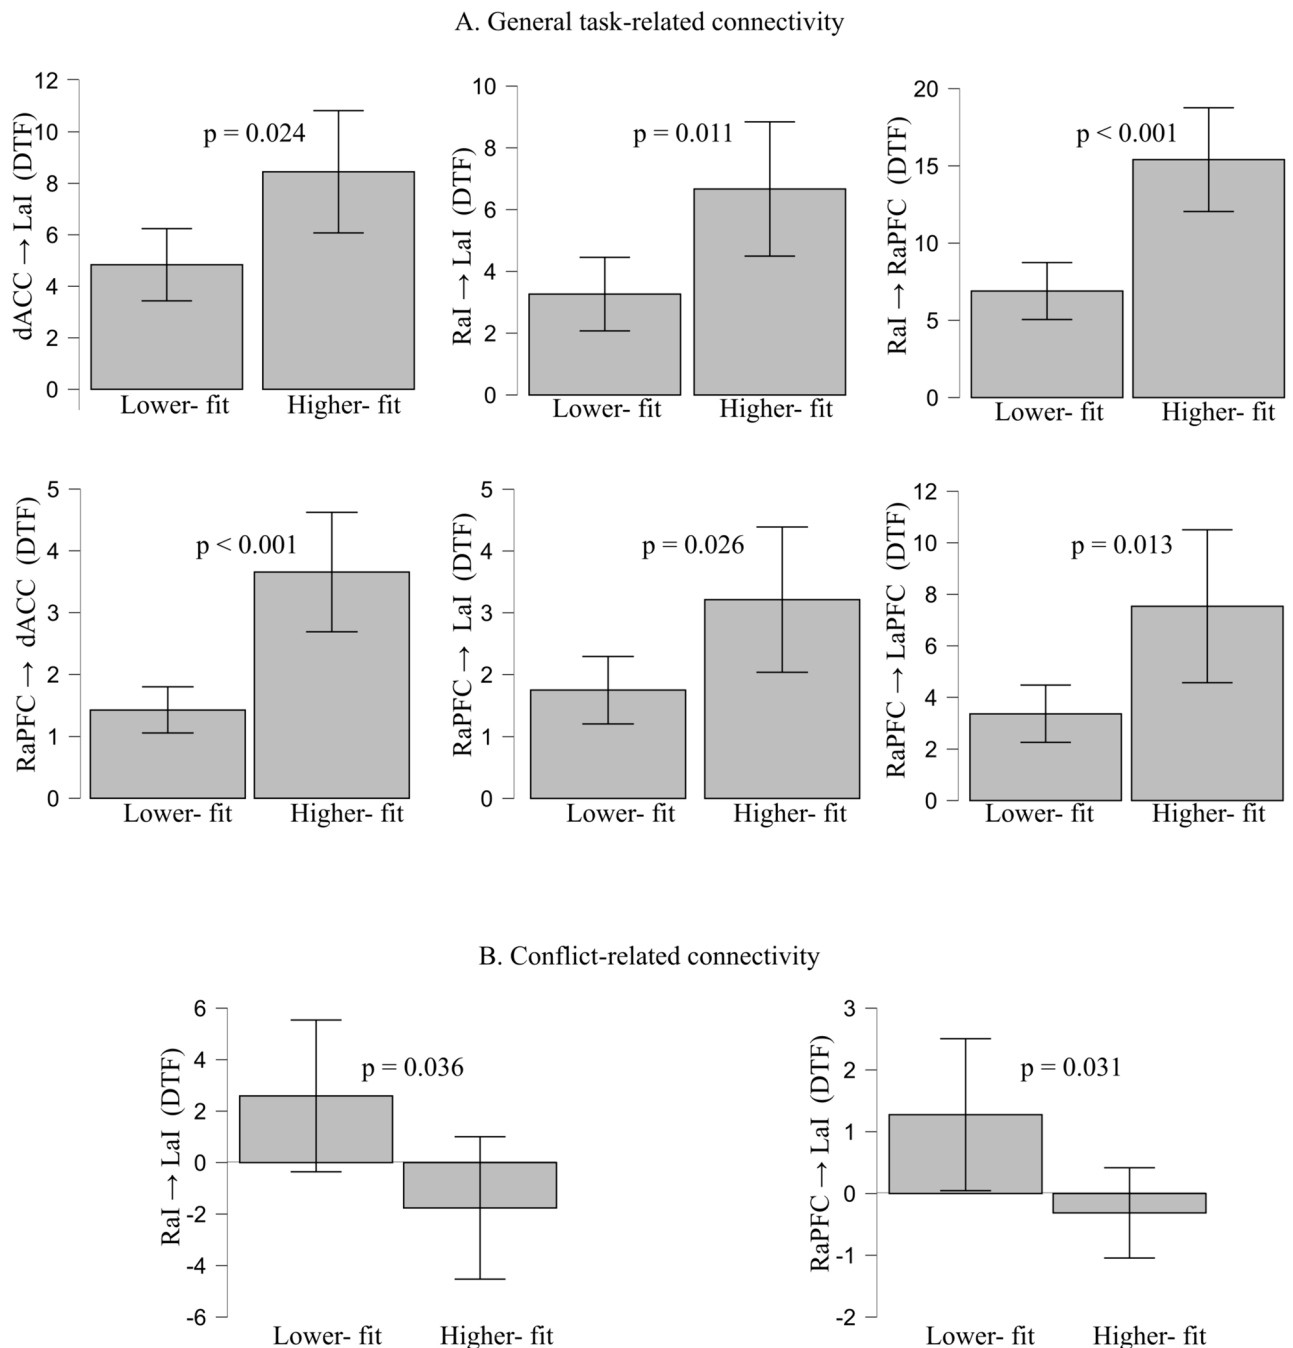 A. General task-related connectivity
dACC → LaI (DTF)
12
10
8
6
4
2
0
p = 0.024
Lower- fit
Higher- fit
RaI → LaI (DTF)
10
8
6
4
2
0
p = 0.011
Lower- fit
Higher- fit
RaI → RaPFC (DTF)
20
15
10
5
0
p < 0.001
Lower- fit
Higher- fit
RaPFC → dACC (DTF)
5
4
3
2
1
0
p < 0.001
Lower- fit
Higher- fit
RaPFC → LaI (DTF)
5
4
3
2
1
0
p = 0.026
Lower- fit
Higher- fit
RaPFC → LaPFC (DTF)
12
10
8
6
4
2
0
p = 0.013
Lower- fit
Higher- fit
B. Conflict-related connectivity
RaI → LaI (DTF)
6
4
2
0
-2
-4
-6
p = 0.036
Lower- fit
Higher- fit
RaPFC → LaI (DTF)
3
2
1
0
-1
-2
p = 0.031
Lower- fit
Higher- fit